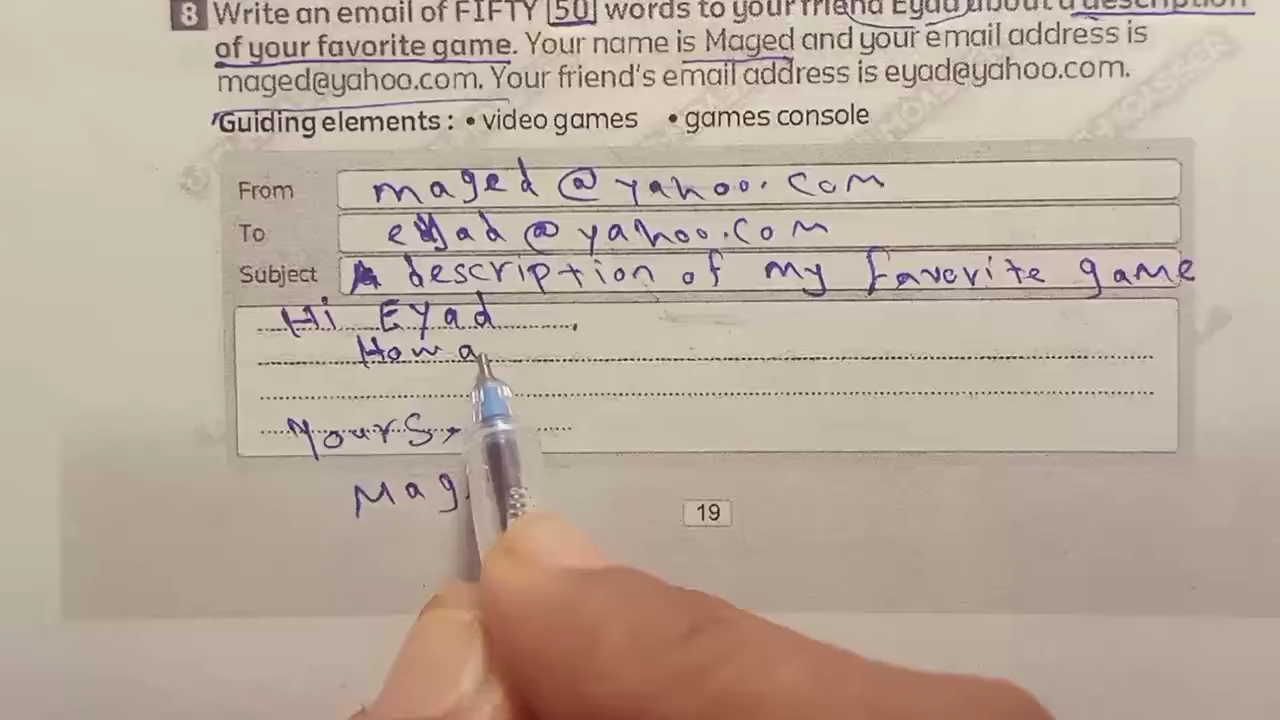 8 Write an email of FIFTY [50] words to your friend Eyad about a description
of your favorite game. Your name is Maged and your email address is
maged@yahoo.com. Your friend's email address is eyad@yahoo.com.
Guiding elements : • video games • games console
From maged@yahoo.com
To eyad@yahoo.com
Subject A description of my favorite game
Hi Eyad
How a
Yours,
Mag
19